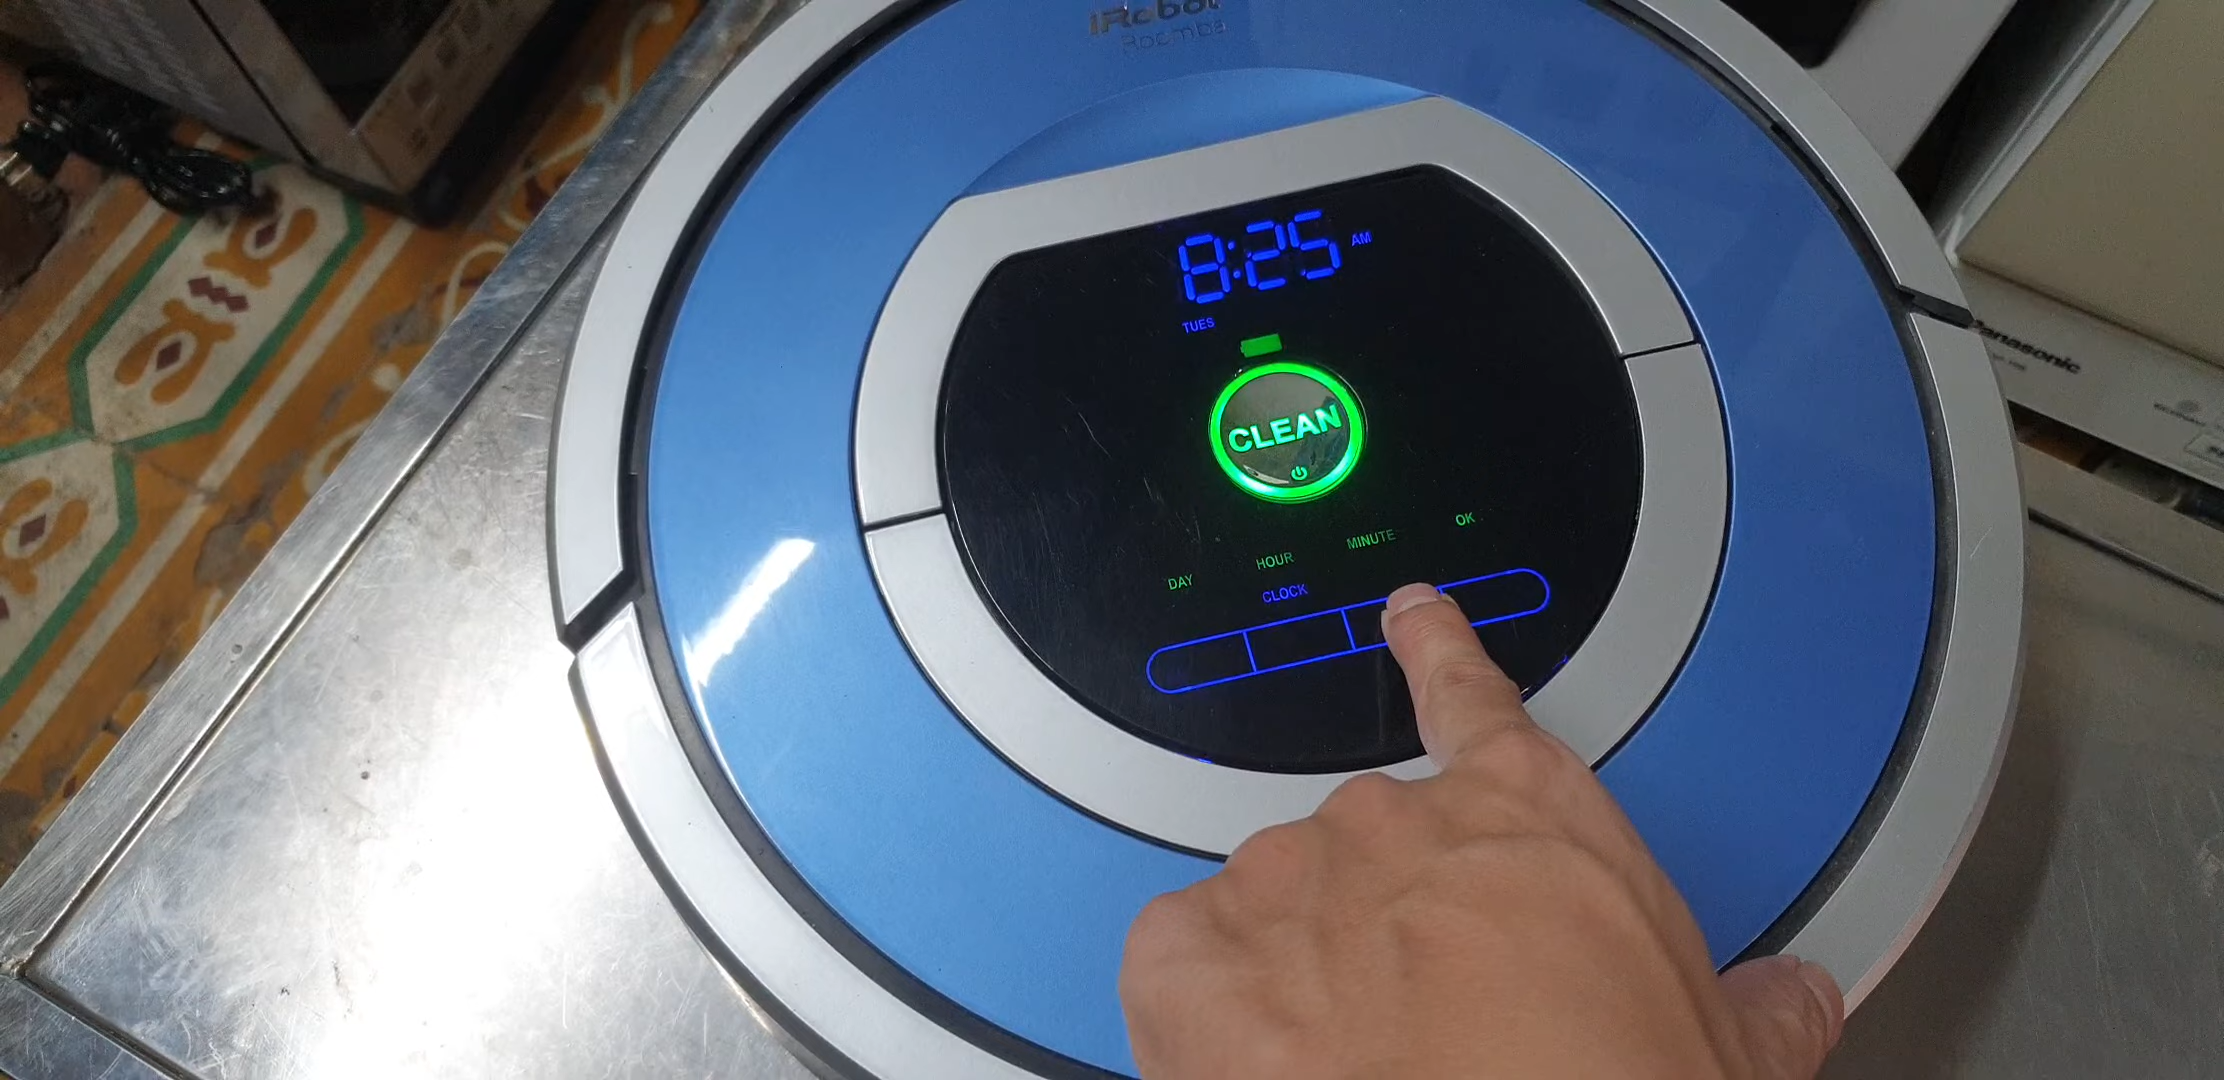 iRobot
Roomba
8:25 AM
TUES
CLEAN
DAY HOUR MINUTE OK
CLOCK
Panasonic